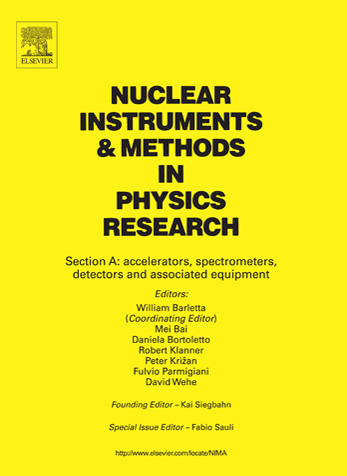 ELSEVIER
NUCLEAR
INSTRUMENTS
& METHODS
IN
PHYSICS
RESEARCH
Section A: accelerators, spectrometers,
detectors and associated equipment
Editors:
William Barletta
(Coordinating Editor)
Mei Bai
Daniela Bortoletto
Robert Klanner
Peter Križan
Fulvio Parmigiani
David Wehe
Founding Editor – Kai Siegbahn
Special Issue Editor – Fabio Sauli
http://www.elsevier.com/locate/NIMA